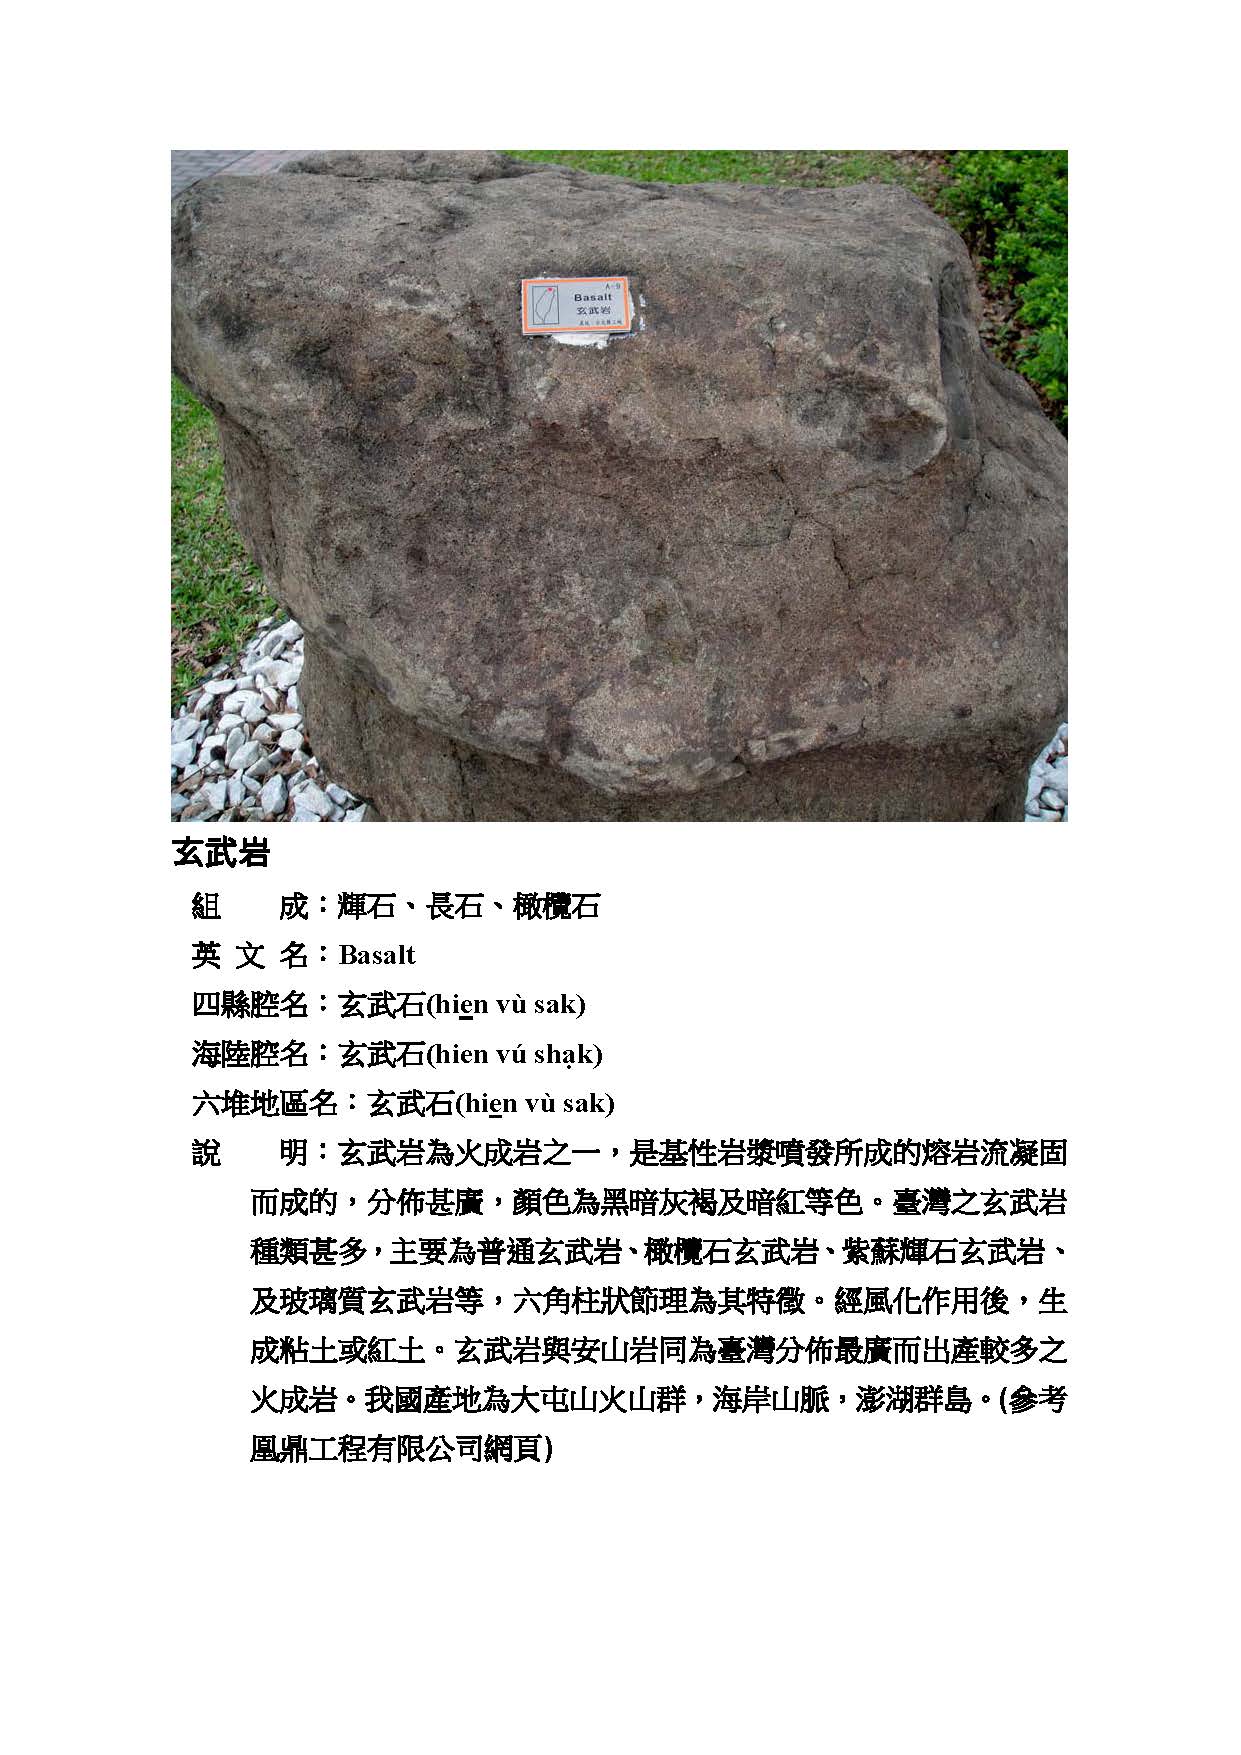 A-9
Basalt
玄武岩
玄武岩
組　　成：輝石、長石、橄欖石
英 文 名：Basalt
四縣腔名：玄武石(hien vù sak)
海陸腔名：玄武石(hien vú shạk)
六堆地區名：玄武石(hien vù sak)
說　　明：玄武岩為火成岩之一，是基性岩漿噴發所成的熔岩流凝固
而成的，分佈甚廣，顏色為黑暗灰褐及暗紅等色。臺灣之玄武岩
種類甚多，主要為普通玄武岩、橄欖石玄武岩、紫蘇輝石玄武岩、
及玻璃質玄武岩等，六角柱狀節理為其特徵。經風化作用後，生
成粘土或紅土。玄武岩與安山岩同為臺灣分佈最廣而出產較多之
火成岩。我國產地為大屯山火山群，海岸山脈，澎湖群島。(參考
凰鼎工程有限公司網頁)